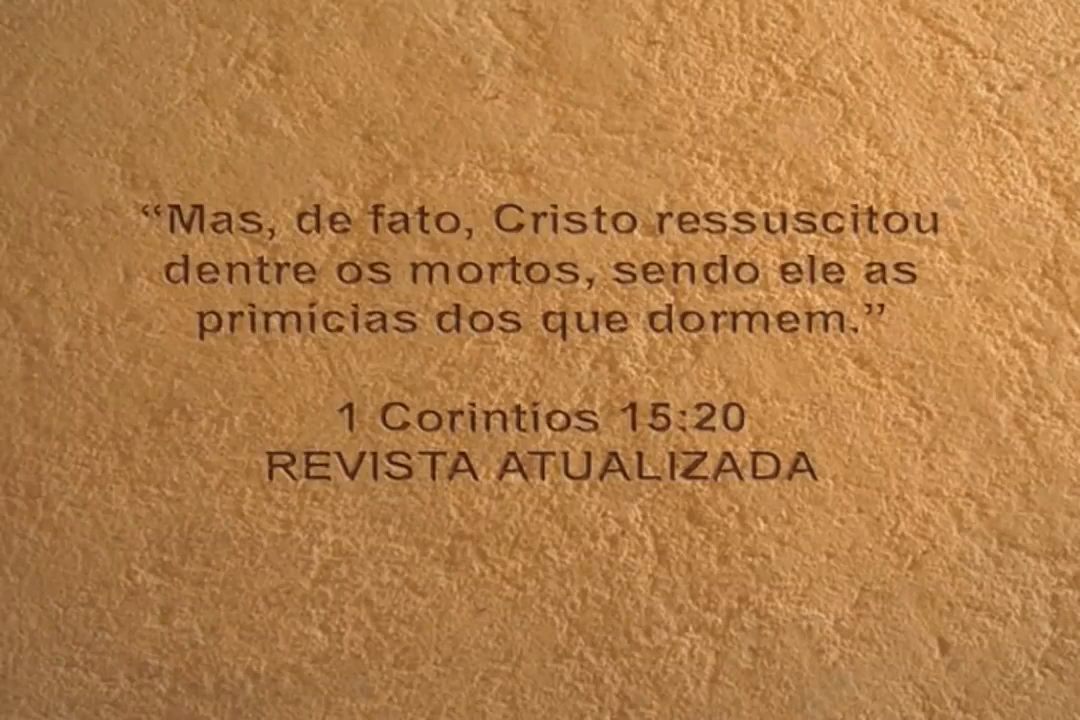 “Mas, de fato, Cristo ressuscitou
dentre os mortos, sendo ele as
primícias dos que dormem.”
1 Coríntios 15:20
REVISTA ATUALIZADA